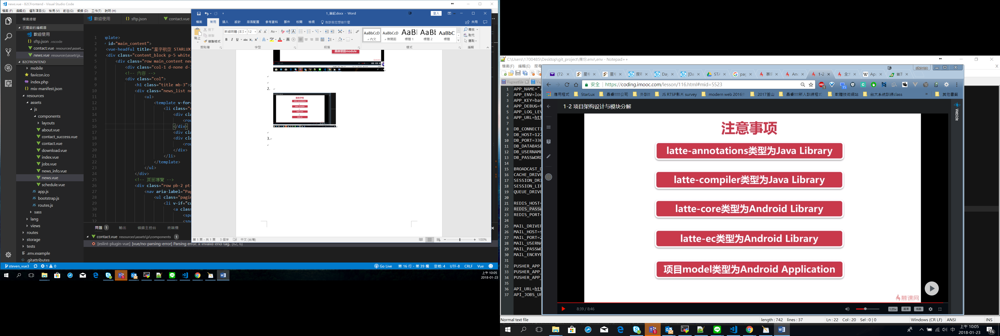 news.vue - B2CFrontend - Visual Studio Code
檔案 (F) 編輯(E) 選取項目(S) 檢視 (V) 前往(G) 偵錯 (D) 工作(T) 說明 (H)
檔案總管
已開啟的編輯器
歡迎使用
sftp.json .vscode
contact.vue resources\asset...
news.vue resources\assets\js...
B2CFRONTEND
mobile
favicon.ico
index.php
mix-manifest.json
resources
assets
js
components
layouts
about.vue
contact_success.vue
contact.vue
download.vue
index.vue
jobs.vue
news_info.vue
news.vue
schedule.vue
app.js
bootstrap.js
routes.js
sass
lang
views
routes
storage
tests
.env.example
.gitattributes
歡迎使用 sftp.json contact.vue
1 nplate>
2 id="main_content">
3 <vue-headful title="星宇航空 STARLUX
4 <div class="content_block p-5 white_
5 <div class="row main_content nev
6 <div class="col-1 d-none d-l
7 <!-- 內容 -->
8 <div class="col">
9 <h1 class="title mb-3">j
10 <div class="news_list ne
11 <ul>
12 <template v-for=
13 <li class="r
14 <div cla
15 <rou
16 </div>
17 <div cla
18 <div cla
19 <rou
20 </div>
21 </li>
22 </template>
23 </ul>
24 </div>
25 <!-- 頁面導覽 -->
26 <div class="row pb-2 pt-
27 <nav aria-label="Pag
28 <ul class="pagin
29 <li v-if="cu
30 <a clas
31 <spa
32 <spa
問題 1 輸出 偵錯主控台 終端機
contact.vue resources\assets\js\components 1
[eslint-plugin-vue] [vue/no-parsing-error] Parsing error: x-invalid-end-tag. (62, 6)
steven_vue3 1 0 Go Live 第 16 行，第 39 欄 空格: 4 UTF-8 CRLF Vue
上午 10:05
2018-01-23
1_筆記.docx - Word 登入
檔案 常用 插入 設計 版面配置 參考資料 郵件 校閱 檢視 告訴我您想做什麼 共用
貼上 剪下 複製 複製格式
新細明體 (本文 12
AaBbCcD AaBbCcD AaBl AaBl AaBbC
內文 無間距 標題 1 標題 2 標題
尋找 取代 選取
剪貼簿 字型 段落 樣式 編輯
具体项目module
2.
latte-annotations
latte-compiler
latte-core
latte-ec
3.
第 1 頁，共 1 頁 3 個字 中文 (台灣) 100%
C:\Users\1700485\Desktop\git_project\備份.env\.env - Notepad++
檔案(F) 編輯(E) 搜尋
Vagrantfile
1 APP_NAME="
2 APP_ENV=loc
3 APP_KEY=bas
4 APP_DEBUG=t
5 APP_LOG_LEV
6 APP_URL=htt
7
8 DB_CONNECTI
9 DB_HOST=127
10 DB_PORT=330
11 DB_DATABASE
12 DB_USERNAME
13 DB_PASSWORD
14
15 BROADCAST_D
16 CACHE_DRIVE
17 SESSION_DRI
18 SESSION_LIF
19 QUEUE_DRIVE
20
21 REDIS_HOST=
22 REDIS_PASSW
23 REDIS_PORT=
24
25 MAIL_DRIVER
26 MAIL_HOST=s
27 MAIL_PORT=2
28 MAIL_USERNA
29 MAIL_PASSWO
30 MAIL_ENCRYP
31
32 PUSHER_APP_
33 PUSHER_APP_
34 PUSHER_APP_
35
36 API_URL=htt
37 API_JOBS_UR
steven
(72 星 星 搜 Da [Da STA pag 慕 And 1-2 全 App 首頁
安全 https://coding.imooc.com/lesson/116.html#mid=5523
應用程式 StarLux 晶睿!!!!!公司 外訓!! JS RTSP影片 survey modern web 2016 2017釜山 晶睿!!!!新人訓練程式 軟體技術網站 台大系統訓練class » 其他書籤
1-2 项目架构设计与模块分解
WebIde
注意事项
latte-annotations类型为Java Library
latte-compiler类型为Java Library
latte-core类型为Android Library
latte-ec类型为Android Library
项目model类型为Android Application
慕课网
8:39 / 8:46 1.25x 超清 线路
Normal text file length : 742 lines : 37 Ln : 22 Col : 20 Sel : 0 | 0 Windows (CR LF) ANSI INS
中 上午 10:05
2018-01-23 16